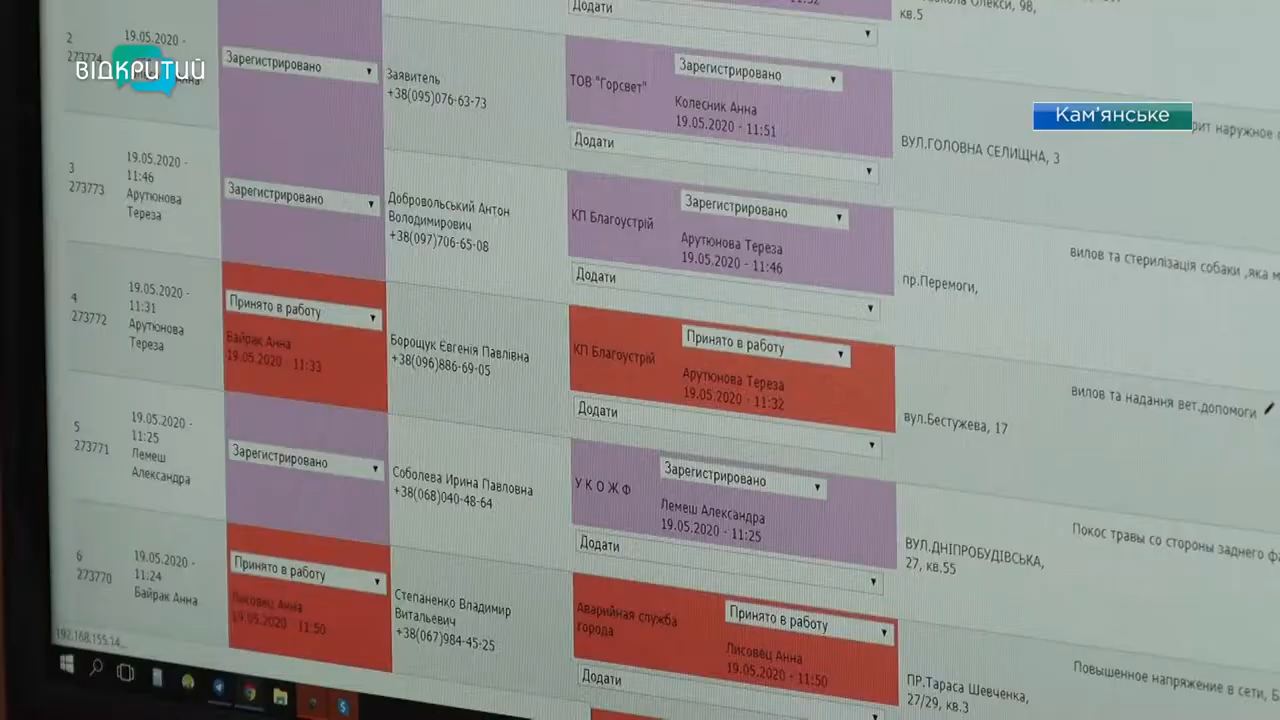 Додати
кв.5
ВІДКРИТИЙ
Кам'янське
2
19.05.2020 -
Зарегистрировано
Заявитель
+38(095)076-63-73
ТОВ "Горсвет"
Зарегистрировано
Колесник Анна
19.05.2020 - 11:51
Додати
ВУЛ.ГОЛОВНА СЕЛИЩНА, 3
3
273773
19.05.2020 -
11:46
Арутюнова
Тереза
Зарегистрировано
Добровольський Антон
Володимирович
+38(097)706-65-08
КП Благоустрій
Зарегистрировано
Арутюнова Тереза
19.05.2020 - 11:46
Додати
пр.Перемоги,
вилов та стерилізація собаки ,яка
4
273772
19.05.2020 -
11:31
Арутюнова
Тереза
Принято в работу
Байрак Анна
19.05.2020 - 11:33
Борощук Євгенія Павлівна
+38(096)886-69-05
КП Благоустрій
Принято в работу
Арутюнова Тереза
19.05.2020 - 11:32
Додати
вул.Бестужева, 17
вилов та надання вет.допомоги
5
273771
19.05.2020 -
11:25
Лемеш
Александра
Зарегистрировано
Соболева Ирина Павловна
+38(068)040-48-64
У К О Ж Ф
Зарегистрировано
Лемеш Александра
19.05.2020 - 11:25
Додати
ВУЛ.ДНІПРОБУДІВСЬКА,
27, кв.55
Покос травы со стороны заднего
6
273770
19.05.2020 -
11:24
Байрак Анна
Принято в работу
Лисовец Анна
19.05.2020 - 11:50
Степаненко Владимир
Витальевич
+38(067)984-45-25
Аварийная служба
города
Принято в работу
Лисовец Анна
19.05.2020 - 11:50
Додати
ПР.Тараса Шевченка,
27/29, кв.3
Повышенное напряжение в сети,
192.168.155.14